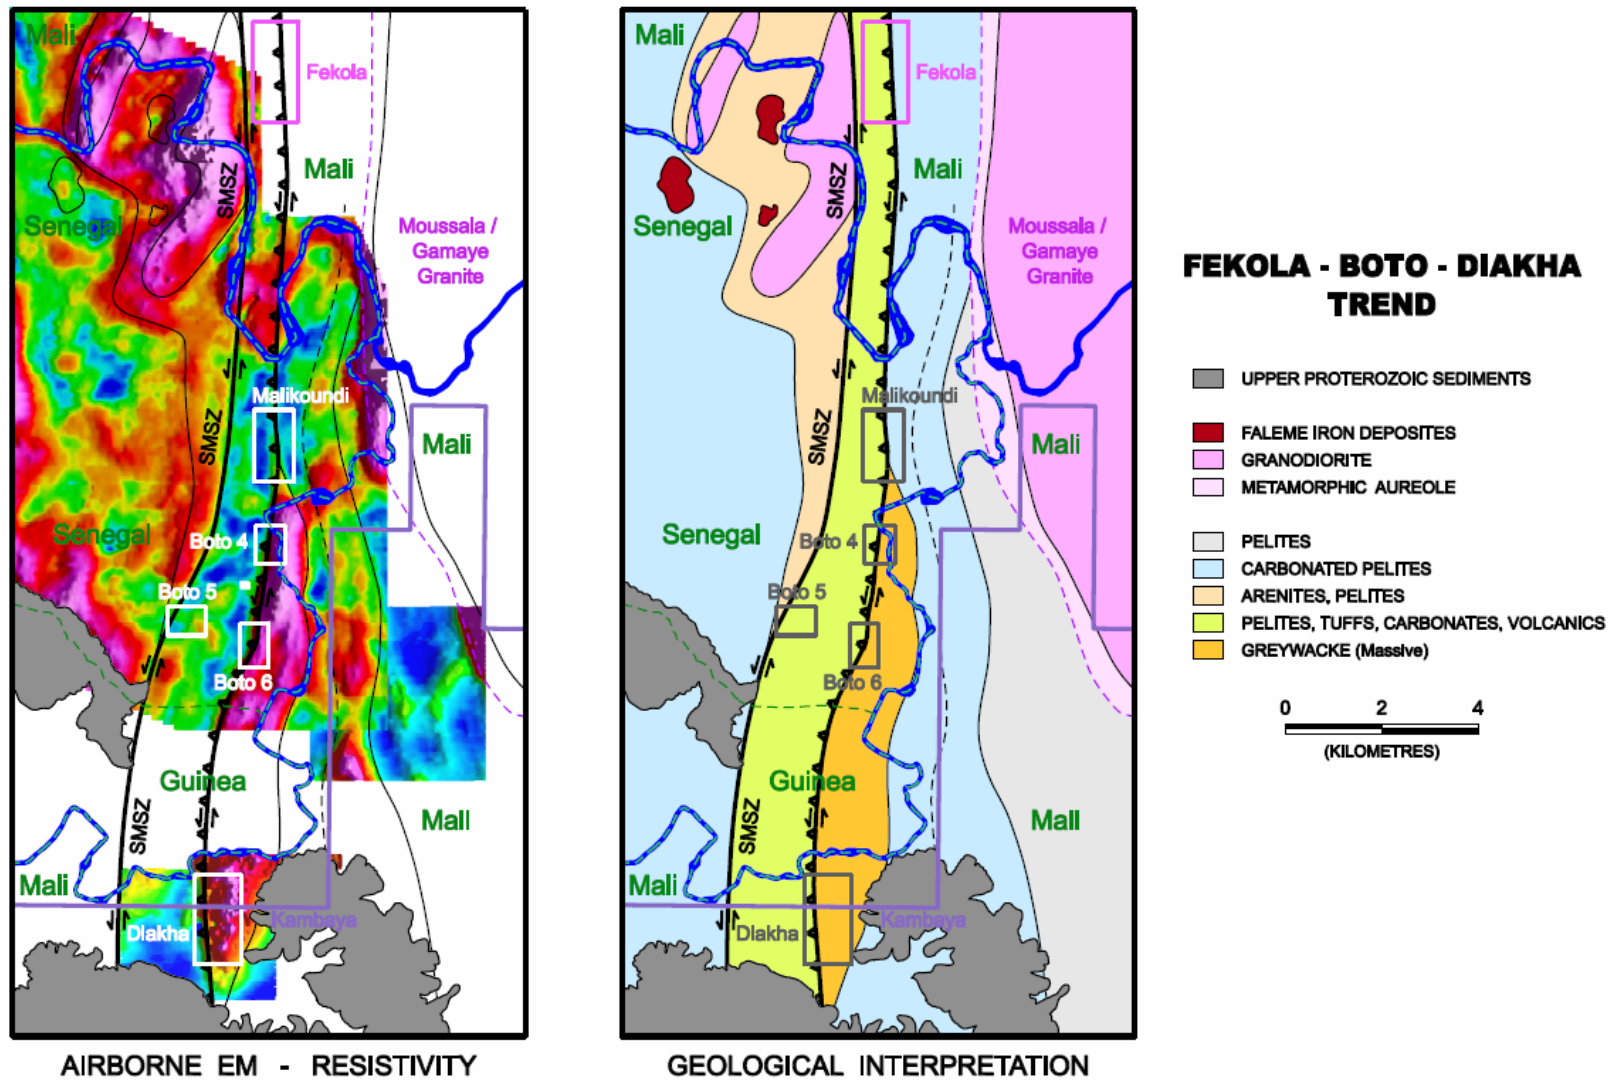 Mali
Fekola
Mali
SMSZ
Senegal
Moussala /
Gamaye
Granite
Malikoundi
SMSZ
Mali
Senegal
Boto 4
Boto 5
Boto 6
Guinea
SMSZ
Mali
Mali
Kambaya
Diakha
AIRBORNE EM - RESISTIVITY
Mali
Fekola
Mali
SMSZ
Senegal
Moussala /
Gamaye
Granite
Malikoundi
SMSZ
Mali
Senegal
Boto 4
Boto 5
Boto 6
Guinea
SMSZ
Mali
Mali
Kambaya
Diakha
GEOLOGICAL INTERPRETATION
FEKOLA - BOTO - DIAKHA
TREND
UPPER PROTEROZOIC SEDIMENTS
FALEME IRON DEPOSITES
GRANODIORITE
METAMORPHIC AUREOLE
PELITES
CARBONATED PELITES
ARENITES, PELITES
PELITES, TUFFS, CARBONATES, VOLCANICS
GREYWACKE (Massive)
0 2 4
(KILOMETRES)